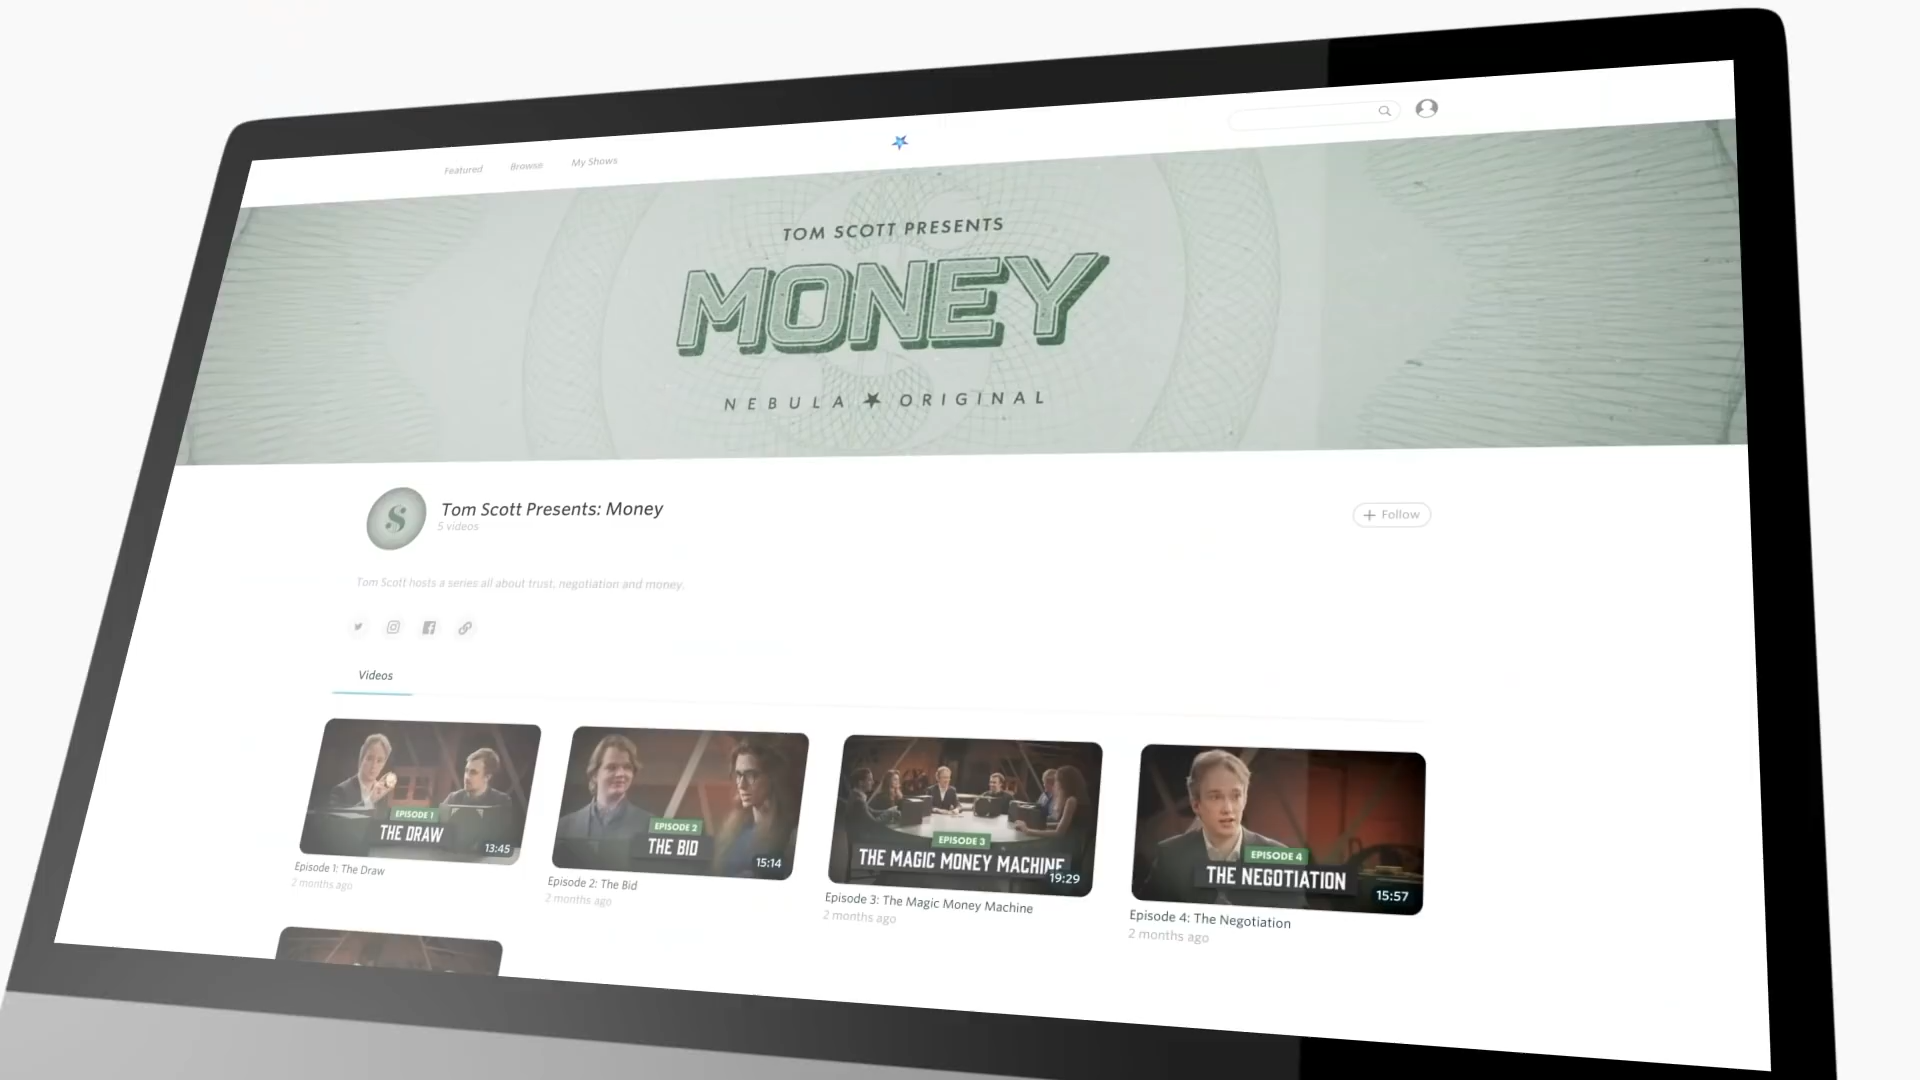 Featured
Browse
My Shows
TOM SCOTT PRESENTS
MONEY
NEBULA ORIGINAL
S
Tom Scott Presents: Money
5 videos
+ Follow
Tom Scott hosts a series all about trust, negotiation and money.
Videos
EPISODE 1
THE DRAW
13:45
Episode 1: The Draw
2 months ago
EPISODE 2
THE BID
15:14
Episode 2: The Bid
2 months ago
EPISODE 3
THE MAGIC MONEY MACHINE
19:29
Episode 3: The Magic Money Machine
2 months ago
EPISODE 4
THE NEGOTIATION
15:57
Episode 4: The Negotiation
2 months ago